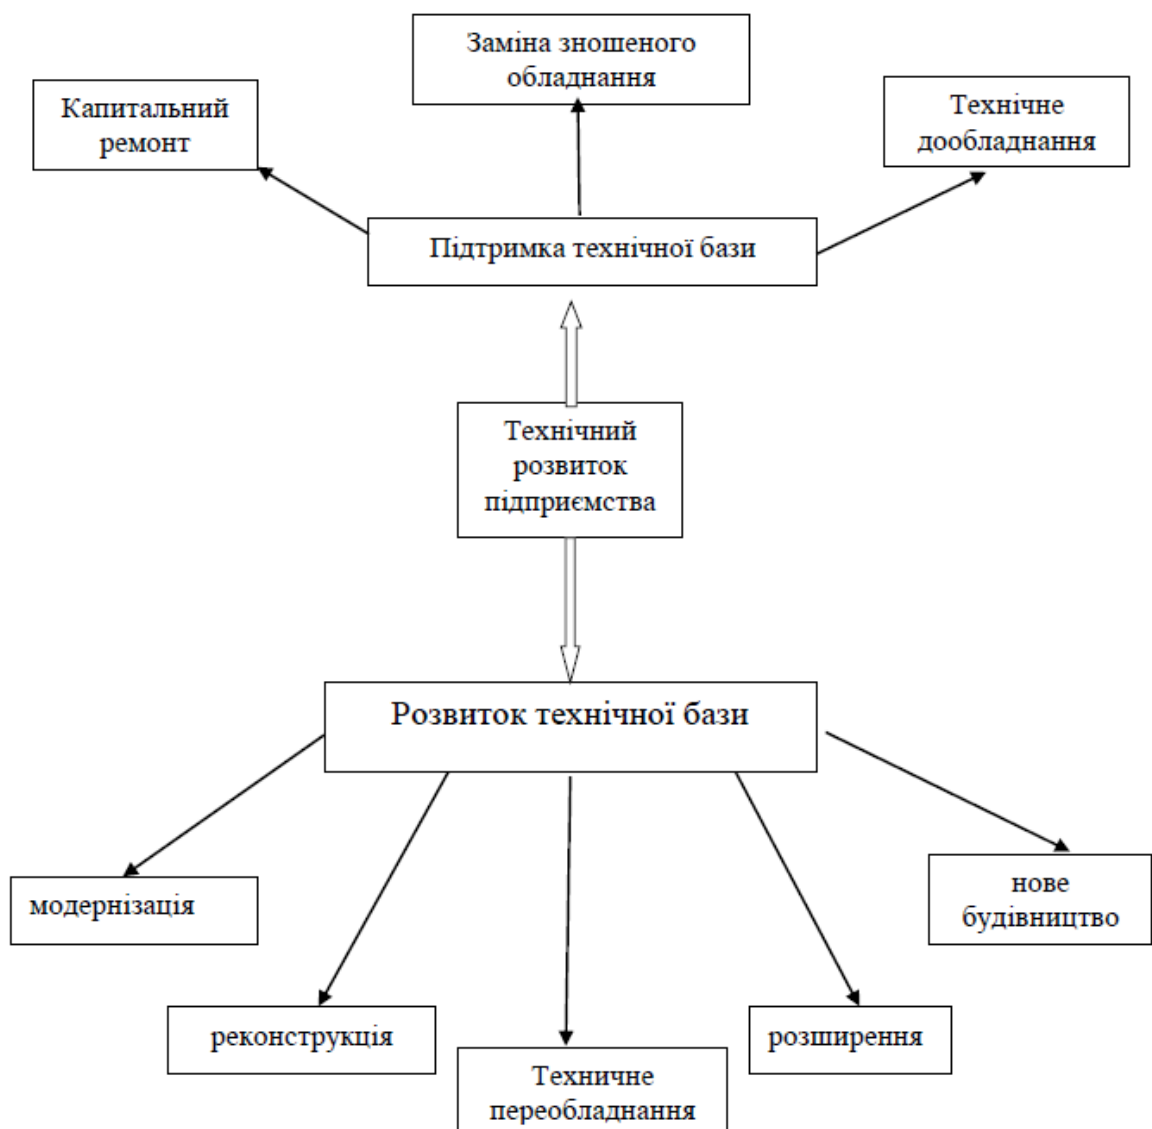 Заміна зношеного
обладнання
Капитальний
ремонт
Технічне
дообладнання
Підтримка технічної бази
Технічний
розвиток
підприємства
Розвиток технічної бази
модернізація
нове
будівництво
реконструкція
розширення
Техничне
переобладнання